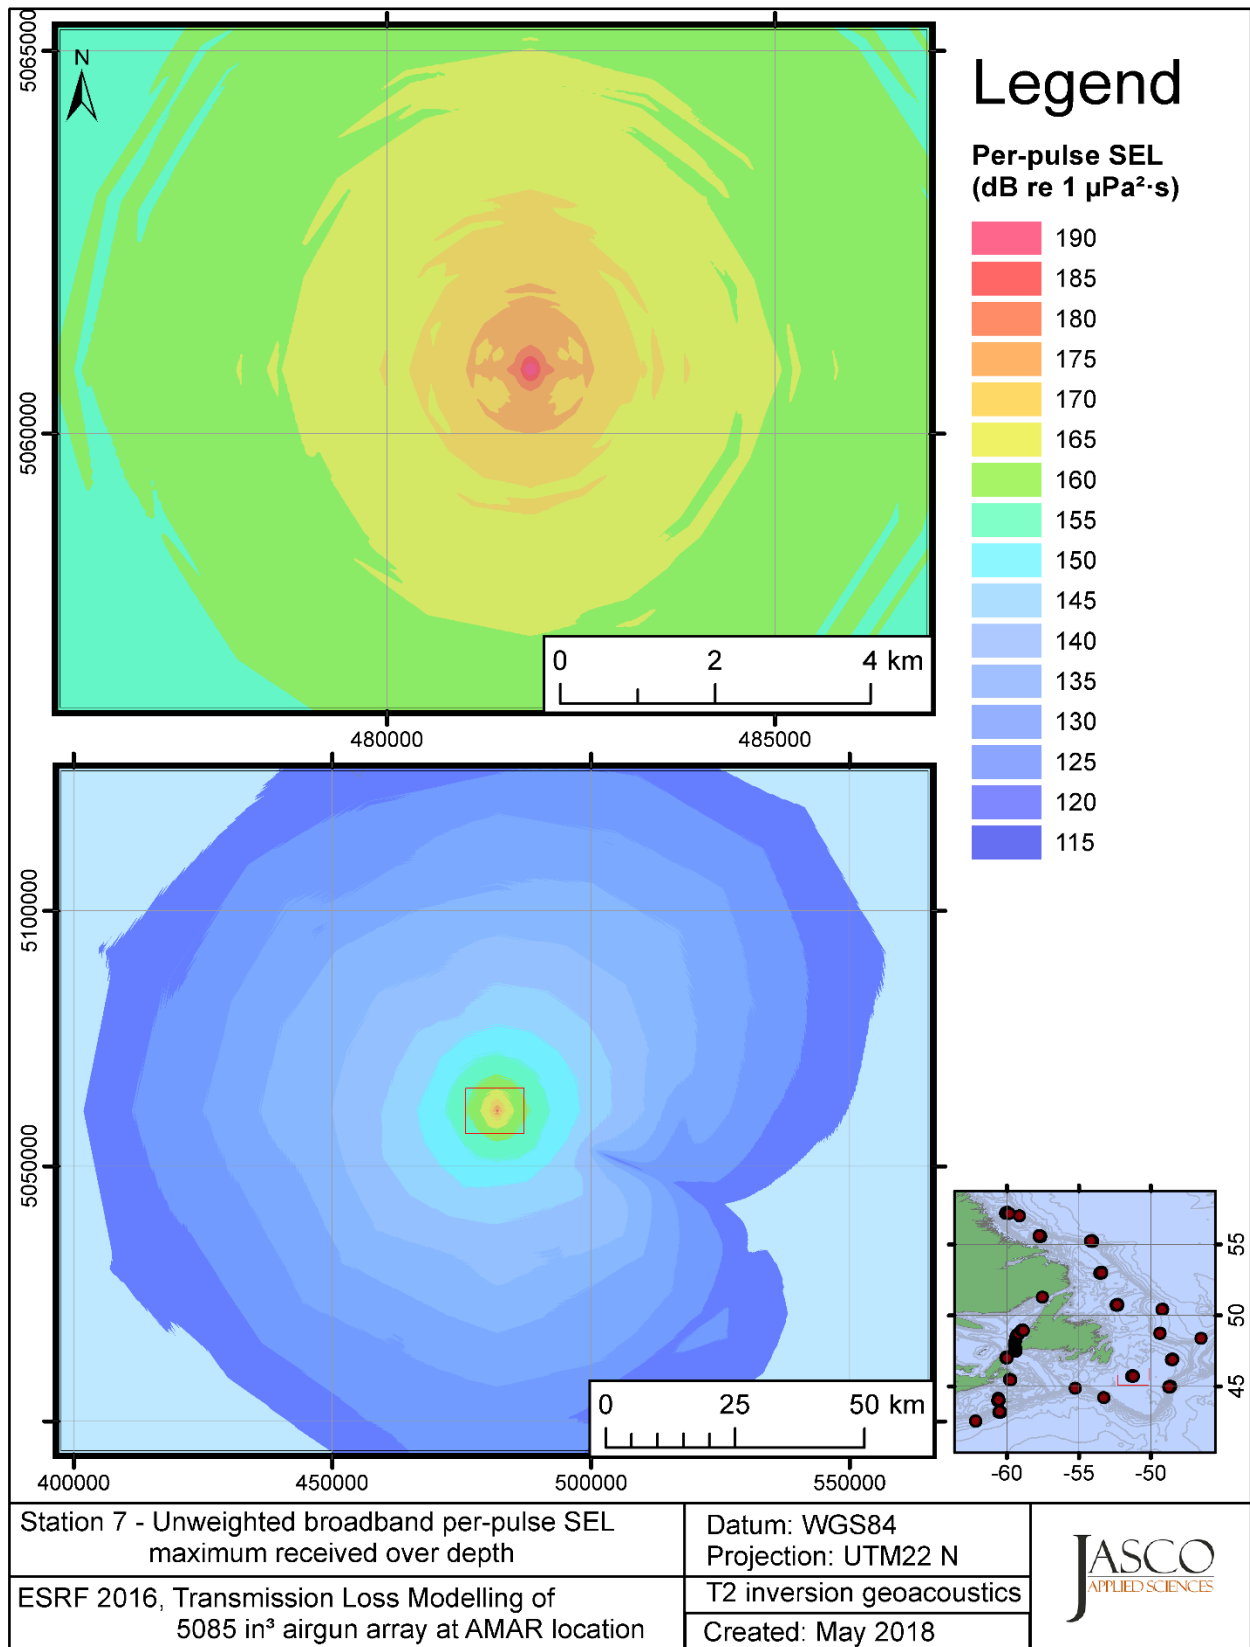 5065000
N
5060000
0 2 4 km
480000 485000
Legend
Per-pulse SEL
(dB re 1 µPa²·s)
190
185
180
175
170
165
160
155
150
145
140
135
130
125
120
115
5100000
5050000
0 25 50 km
400000 450000 500000 550000
55
50
45
-60 -55 -50
Station 7 - Unweighted broadband per-pulse SEL
maximum received over depth
ESRF 2016, Transmission Loss Modelling of
5085 in³ airgun array at AMAR location
Datum: WGS84
Projection: UTM22 N
T2 inversion geoacoustics
Created: May 2018
JASCO
APPLIED SCIENCES